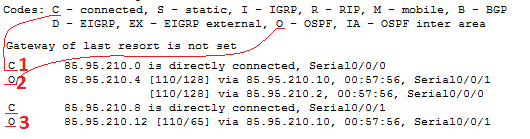 Codes: C - connected, S - static, I - IGRP, R - RIP, M - mobile, B - BGP
D - EIGRP, EX - EIGRP external, O - OSPF, IA - OSPF inter area
Gateway of last resort is not set
C 1 85.95.210.0 is directly connected, Serial0/0/0
O 2 85.95.210.4 [110/128] via 85.95.210.10, 00:57:56, Serial0/0/1
[110/128] via 85.95.210.2, 00:57:56, Serial0/0/0
C 85.95.210.8 is directly connected, Serial0/0/1
O 3 85.95.210.12 [110/65] via 85.95.210.10, 00:57:56, Serial0/0/1